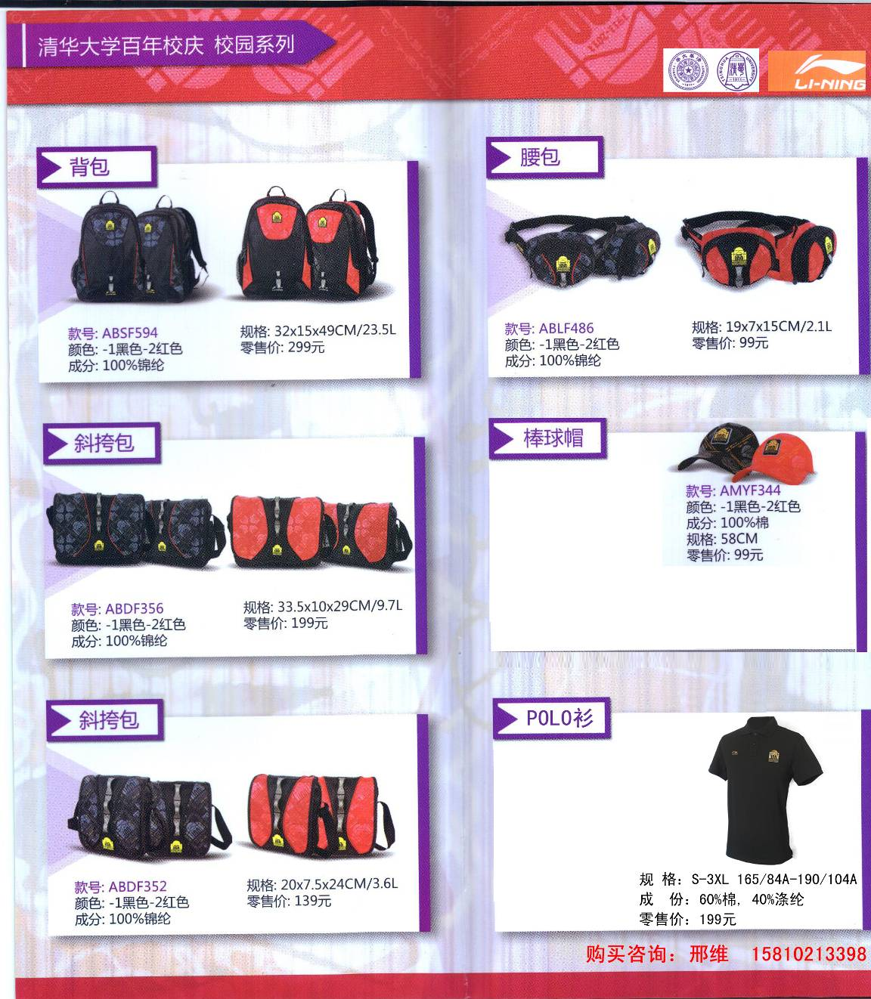 清华大学百年校庆 校园系列
LI-NING
背包
款号: ABSF594
颜色: -1黑色-2红色
成分: 100%锦纶
规格: 32x15x49CM/23.5L
零售价: 299元
腰包
款号: ABLF486
颜色: -1黑色-2红色
成分: 100%锦纶
规格: 19x7x15CM/2.1L
零售价: 99元
斜挎包
款号: ABDF356
颜色: -1黑色-2红色
成分: 100%锦纶
规格: 33.5x10x29CM/9.7L
零售价: 199元
棒球帽
款号: AMYF344
颜色: -1黑色-2红色
成分: 100%棉
规格: 58CM
零售价: 99元
斜挎包
款号: ABDF352
颜色: -1黑色-2红色
成分: 100%锦纶
规格: 20x7.5x24CM/3.6L
零售价: 139元
POLO衫
规 格: S-3XL 165/84A-190/104A
成 份: 60%棉, 40%涤纶
零售价: 199元
购买咨询: 邢维 15810213398